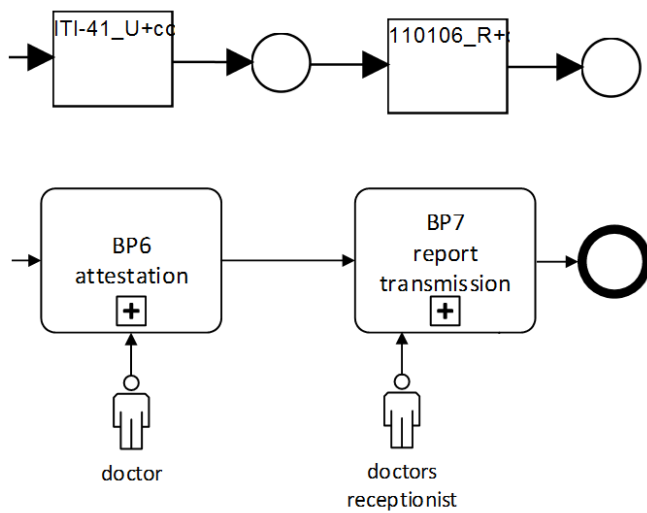 ITI-41_U+cc
110106_R+
BP6
attestation
BP7
report
transmission
doctor
doctors
receptionist